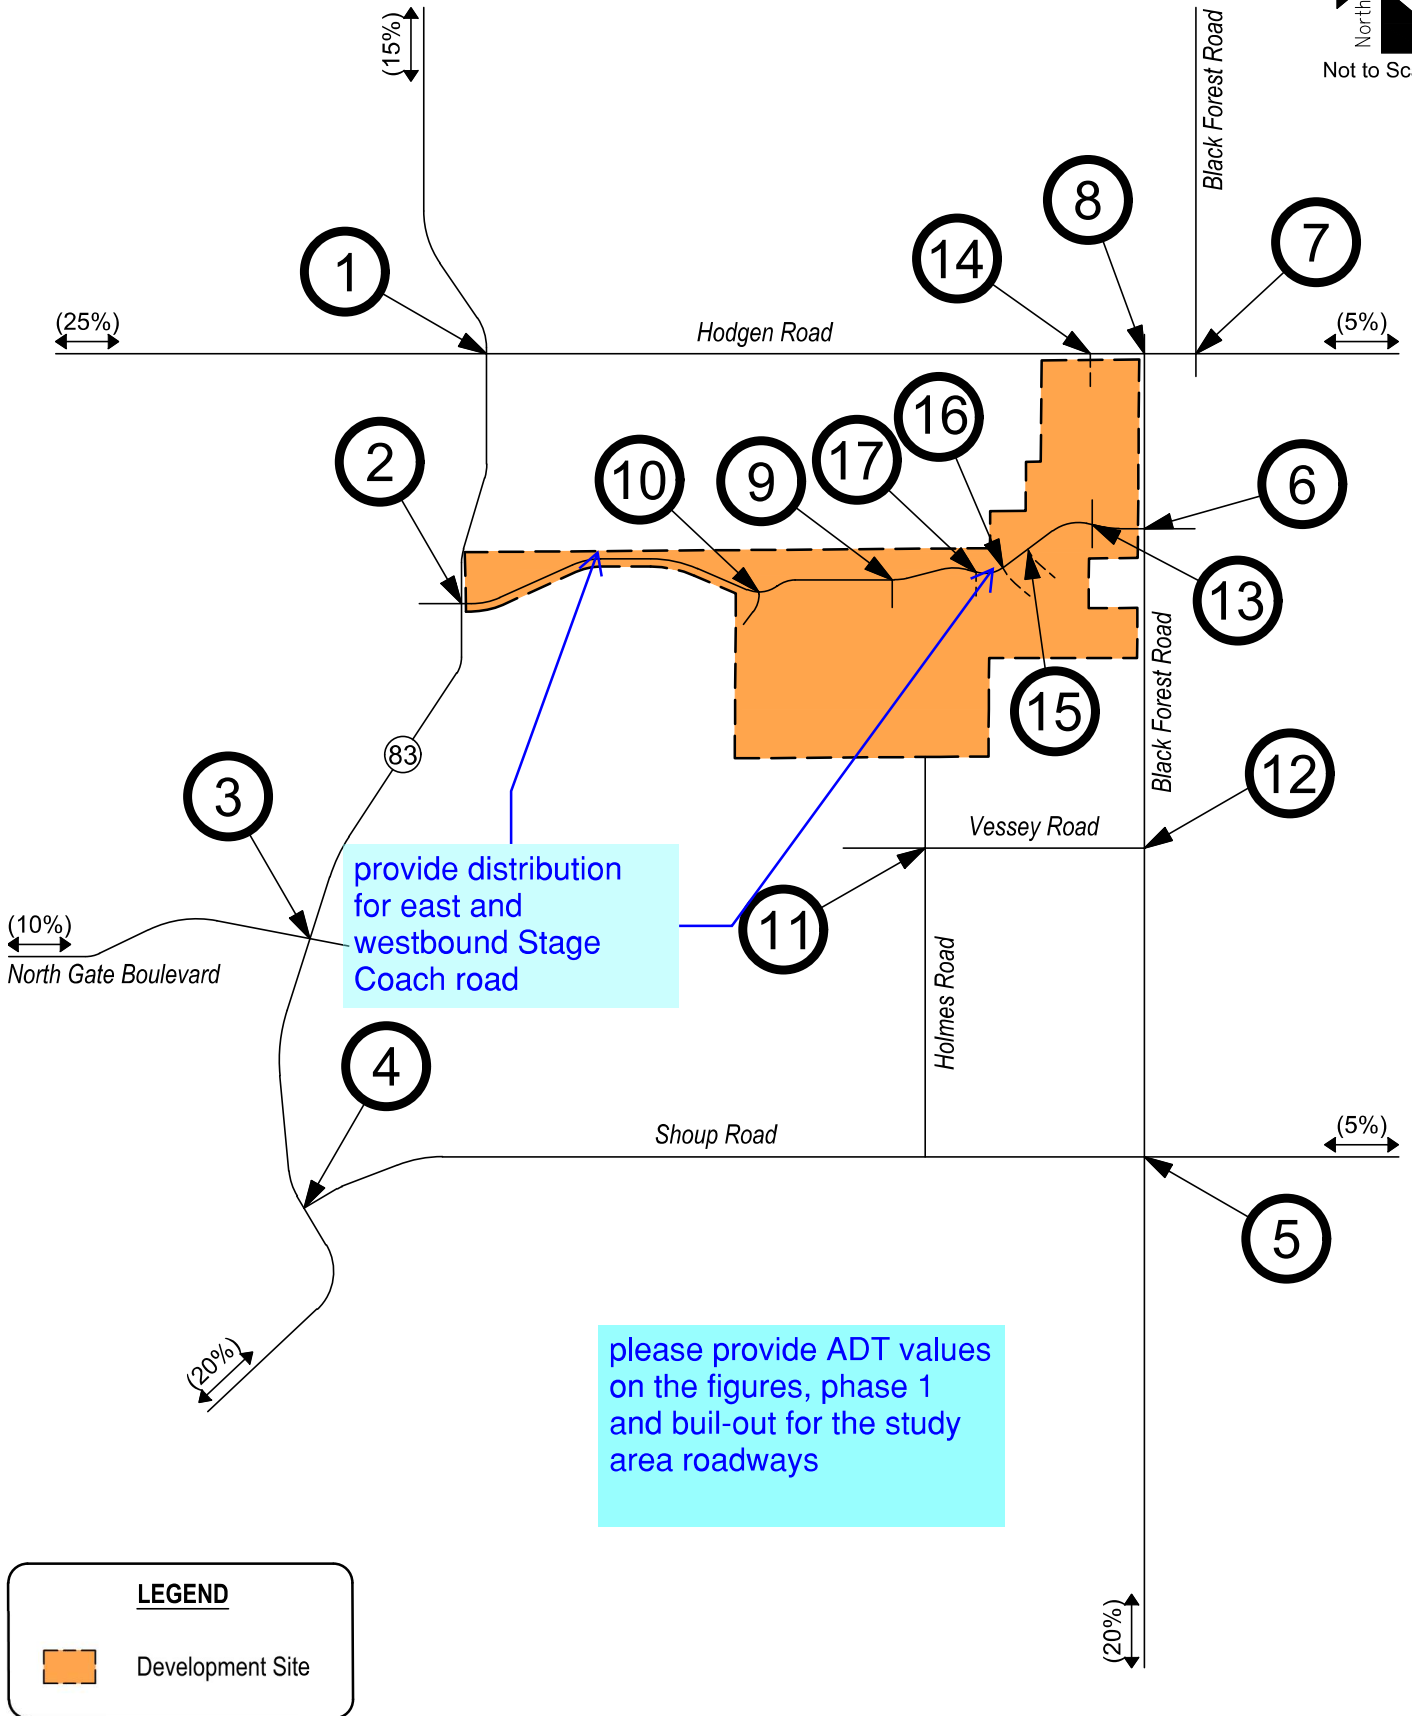 (15%)
Black Forest Road
North
Not to Sc
8
14
7
1
(25%)
Hodgen Road
(5%)
16
17
2
10
9
6
13
15
Black Forest Road
83
3
12
Vessey Road
provide distribution
for east and
westbound Stage
Coach road
(10%)
North Gate Boulevard
11
Holmes Road
4
Shoup Road
(5%)
5
(20%)
please provide ADT values
on the figures, phase 1
and buil-out for the study
area roadways
LEGEND
Development Site
(20%)